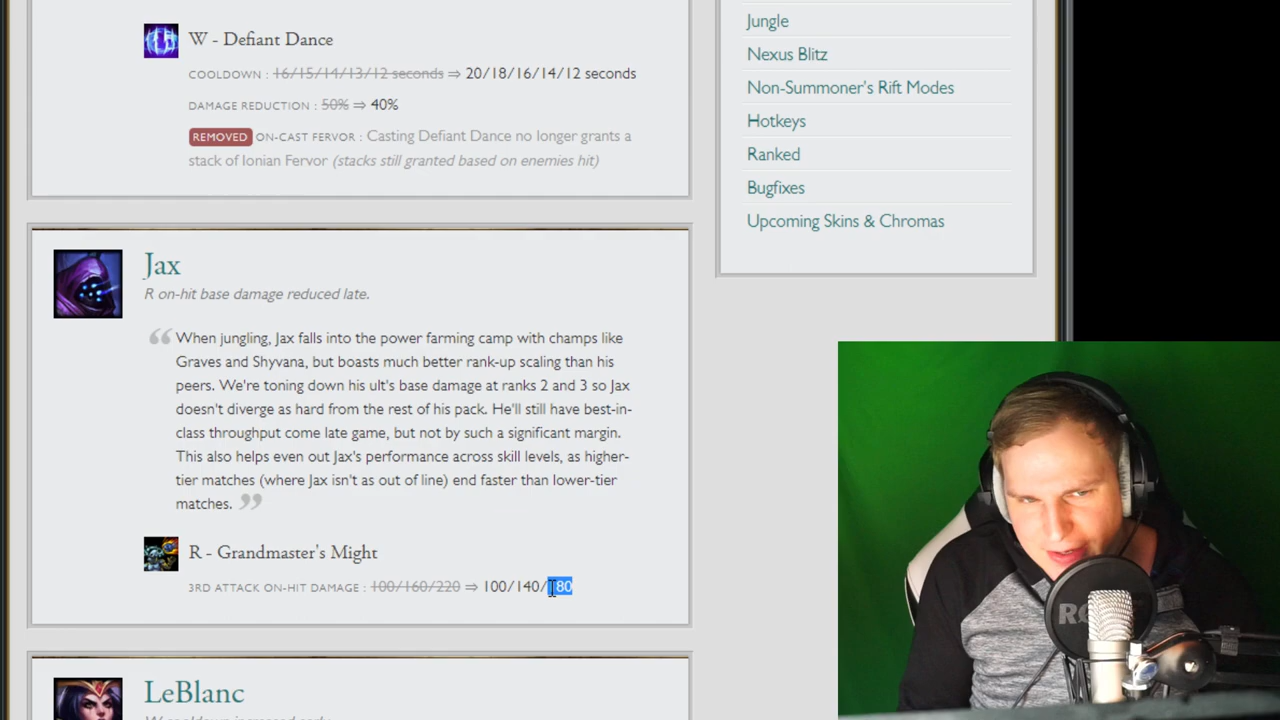 W - Defiant Dance
COOLDOWN : 16/15/14/13/12 seconds ⇒ 20/18/16/14/12 seconds
DAMAGE REDUCTION : 50% ⇒ 40%
REMOVED ON-CAST FERVOR : Casting Defiant Dance no longer grants a
stack of Ionian Fervor (stacks still granted based on enemies hit)
Jax
R on-hit base damage reduced late.
“ When jungling, Jax falls into the power farming camp with champs like
Graves and Shyvana, but boasts much better rank-up scaling than his
peers. We're toning down his ult's base damage at ranks 2 and 3 so Jax
doesn't diverge as hard from the rest of his pack. He'll still have best-in-
class throughput come late game, but not by such a significant margin.
This also helps even out Jax's performance across skill levels, as higher-
tier matches (where Jax isn't as out of line) end faster than lower-tier
matches. ”
R - Grandmaster's Might
3RD ATTACK ON-HIT DAMAGE : 100/160/220 ⇒ 100/140/180
LeBlanc
Jungle
Nexus Blitz
Non-Summoner's Rift Modes
Hotkeys
Ranked
Bugfixes
Upcoming Skins & Chromas